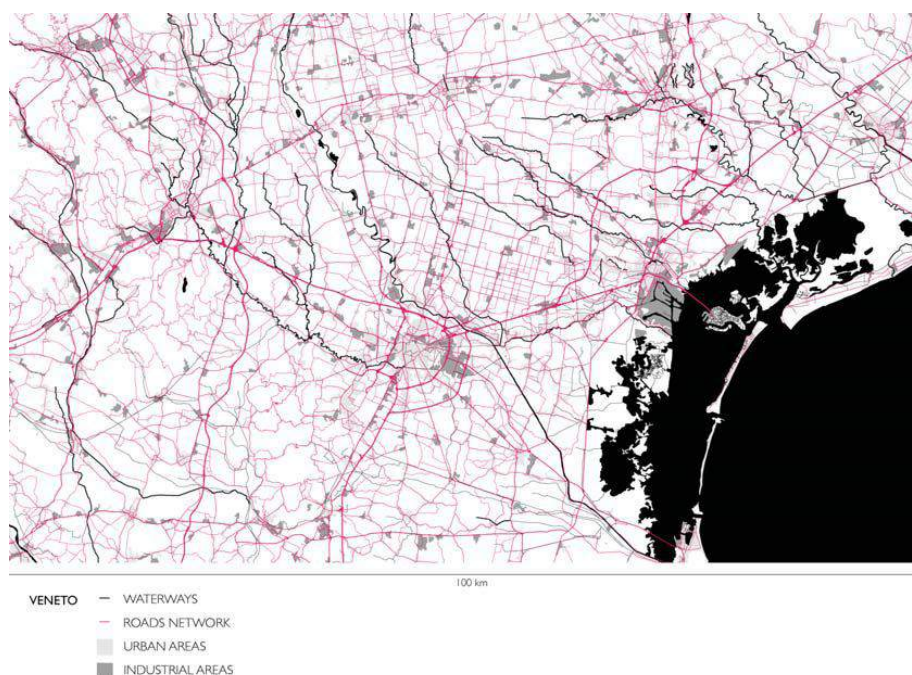 100 km
VENETO
WATERWAYS
ROADS NETWORK
URBAN AREAS
INDUSTRIAL AREAS